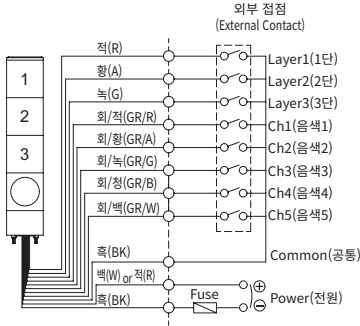 외부 접점
(External Contact)
적(R)
Layer1(1단)
황(A)
Layer2(2단)
녹(G)
Layer3(3단)
회/적(GR/R)
Ch1(음색1)
회/황(GR/A)
Ch2(음색2)
회/녹(GR/G)
Ch3(음색3)
회/청(GR/B)
Ch4(음색4)
회/백(GR/W)
Ch5(음색5)
1
2
3
흑(BK)
Common(공통)
백(W) or 적(R)
Fuse
Power(전원)
흑(BK)